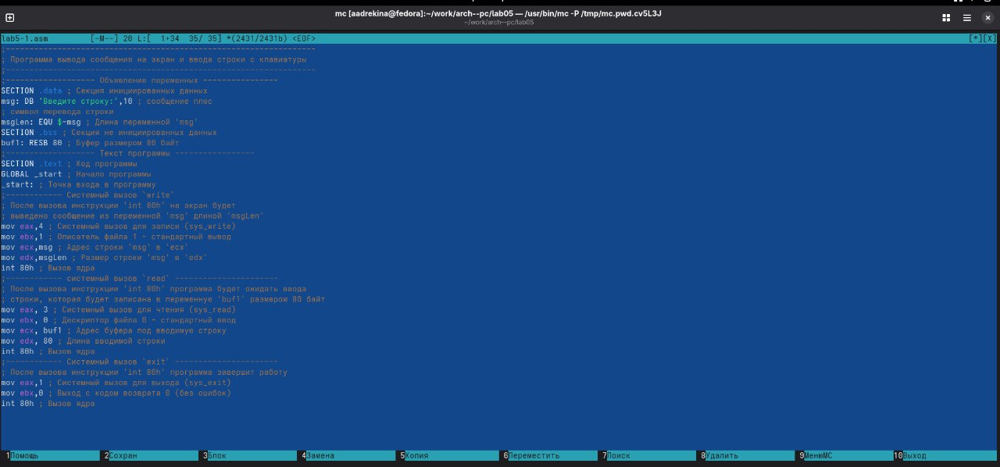 mc [aadrekina@fedora]:~/work/arch--pc/lab05 — /usr/bin/mc -P /tmp/mc.pwd.cv5L3J
~/work/arch--pc/lab05
lab5-1.asm [-M--] 20 L:[ 1+34 35/ 35] *(2431/2431b) <EOF> [*][X]
;------------------------------------------------------------------
; Программа вывода сообщения на экран и ввода строки с клавиатуры
;------------------------------------------------------------------
;------------------- Объявление переменных ----------------
SECTION .data ; Секция инициированных данных
msg: DB 'Введите строку:',10 ; сообщение плюс
; символ перевода строки
msgLen: EQU $-msg ; Длина переменной 'msg'
SECTION .bss ; Секция не инициированных данных
buf1: RESB 80 ; Буфер размером 80 байт
;------------------- Текст программы -----------------
SECTION .text ; Код программы
GLOBAL _start ; Начало программы
_start: ; Точка входа в программу
;------------ Системный вызов `write`
; После вызова инструкции 'int 80h' на экран будет
; выведено сообщение из переменной 'msg' длиной 'msgLen'
mov eax,4 ; Системный вызов для записи (sys_write)
mov ebx,1 ; Описатель файла 1 - стандартный вывод
mov ecx,msg ; Адрес строки 'msg' в 'ecx'
mov edx,msgLen ; Размер строки 'msg' в 'edx'
int 80h ; Вызов ядра
;------------ системный вызов `read` ----------------------
; После вызова инструкции 'int 80h' программа будет ожидать ввода
; строки, которая будет записана в переменную 'buf1' размером 80 байт
mov eax, 3 ; Системный вызов для чтения (sys_read)
mov ebx, 0 ; Дескриптор файла 0 - стандартный ввод
mov ecx, buf1 ; Адрес буфера под вводимую строку
mov edx, 80 ; Длина вводимой строки
int 80h ; Вызов ядра
;------------ Системный вызов `exit` ----------------------
; После вызова инструкции 'int 80h' программа завершит работу
mov eax,1 ; Системный вызов для выхода (sys_exit)
mov ebx,0 ; Выход с кодом возврата 0 (без ошибок)
int 80h ; Вызов ядра
1Помощь 2Сохран 3Блок 4Замена 5Копия 6Переместить 7Поиск 8Удалить 9МенюMC 10Выход